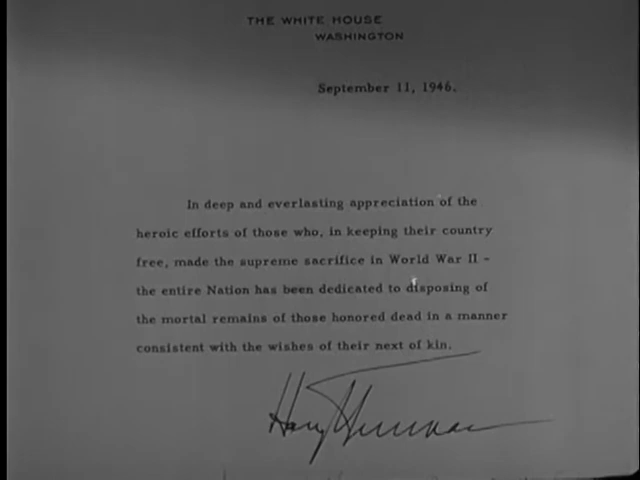 THE WHITE HOUSE
WASHINGTON
September 11, 1946.
In deep and everlasting appreciation of the
heroic efforts of those who, in keeping their country
free, made the supreme sacrifice in World War II -
the entire Nation has been dedicated to disposing of
the mortal remains of those honored dead in a manner
consistent with the wishes of their next of kin.
Harry Truman